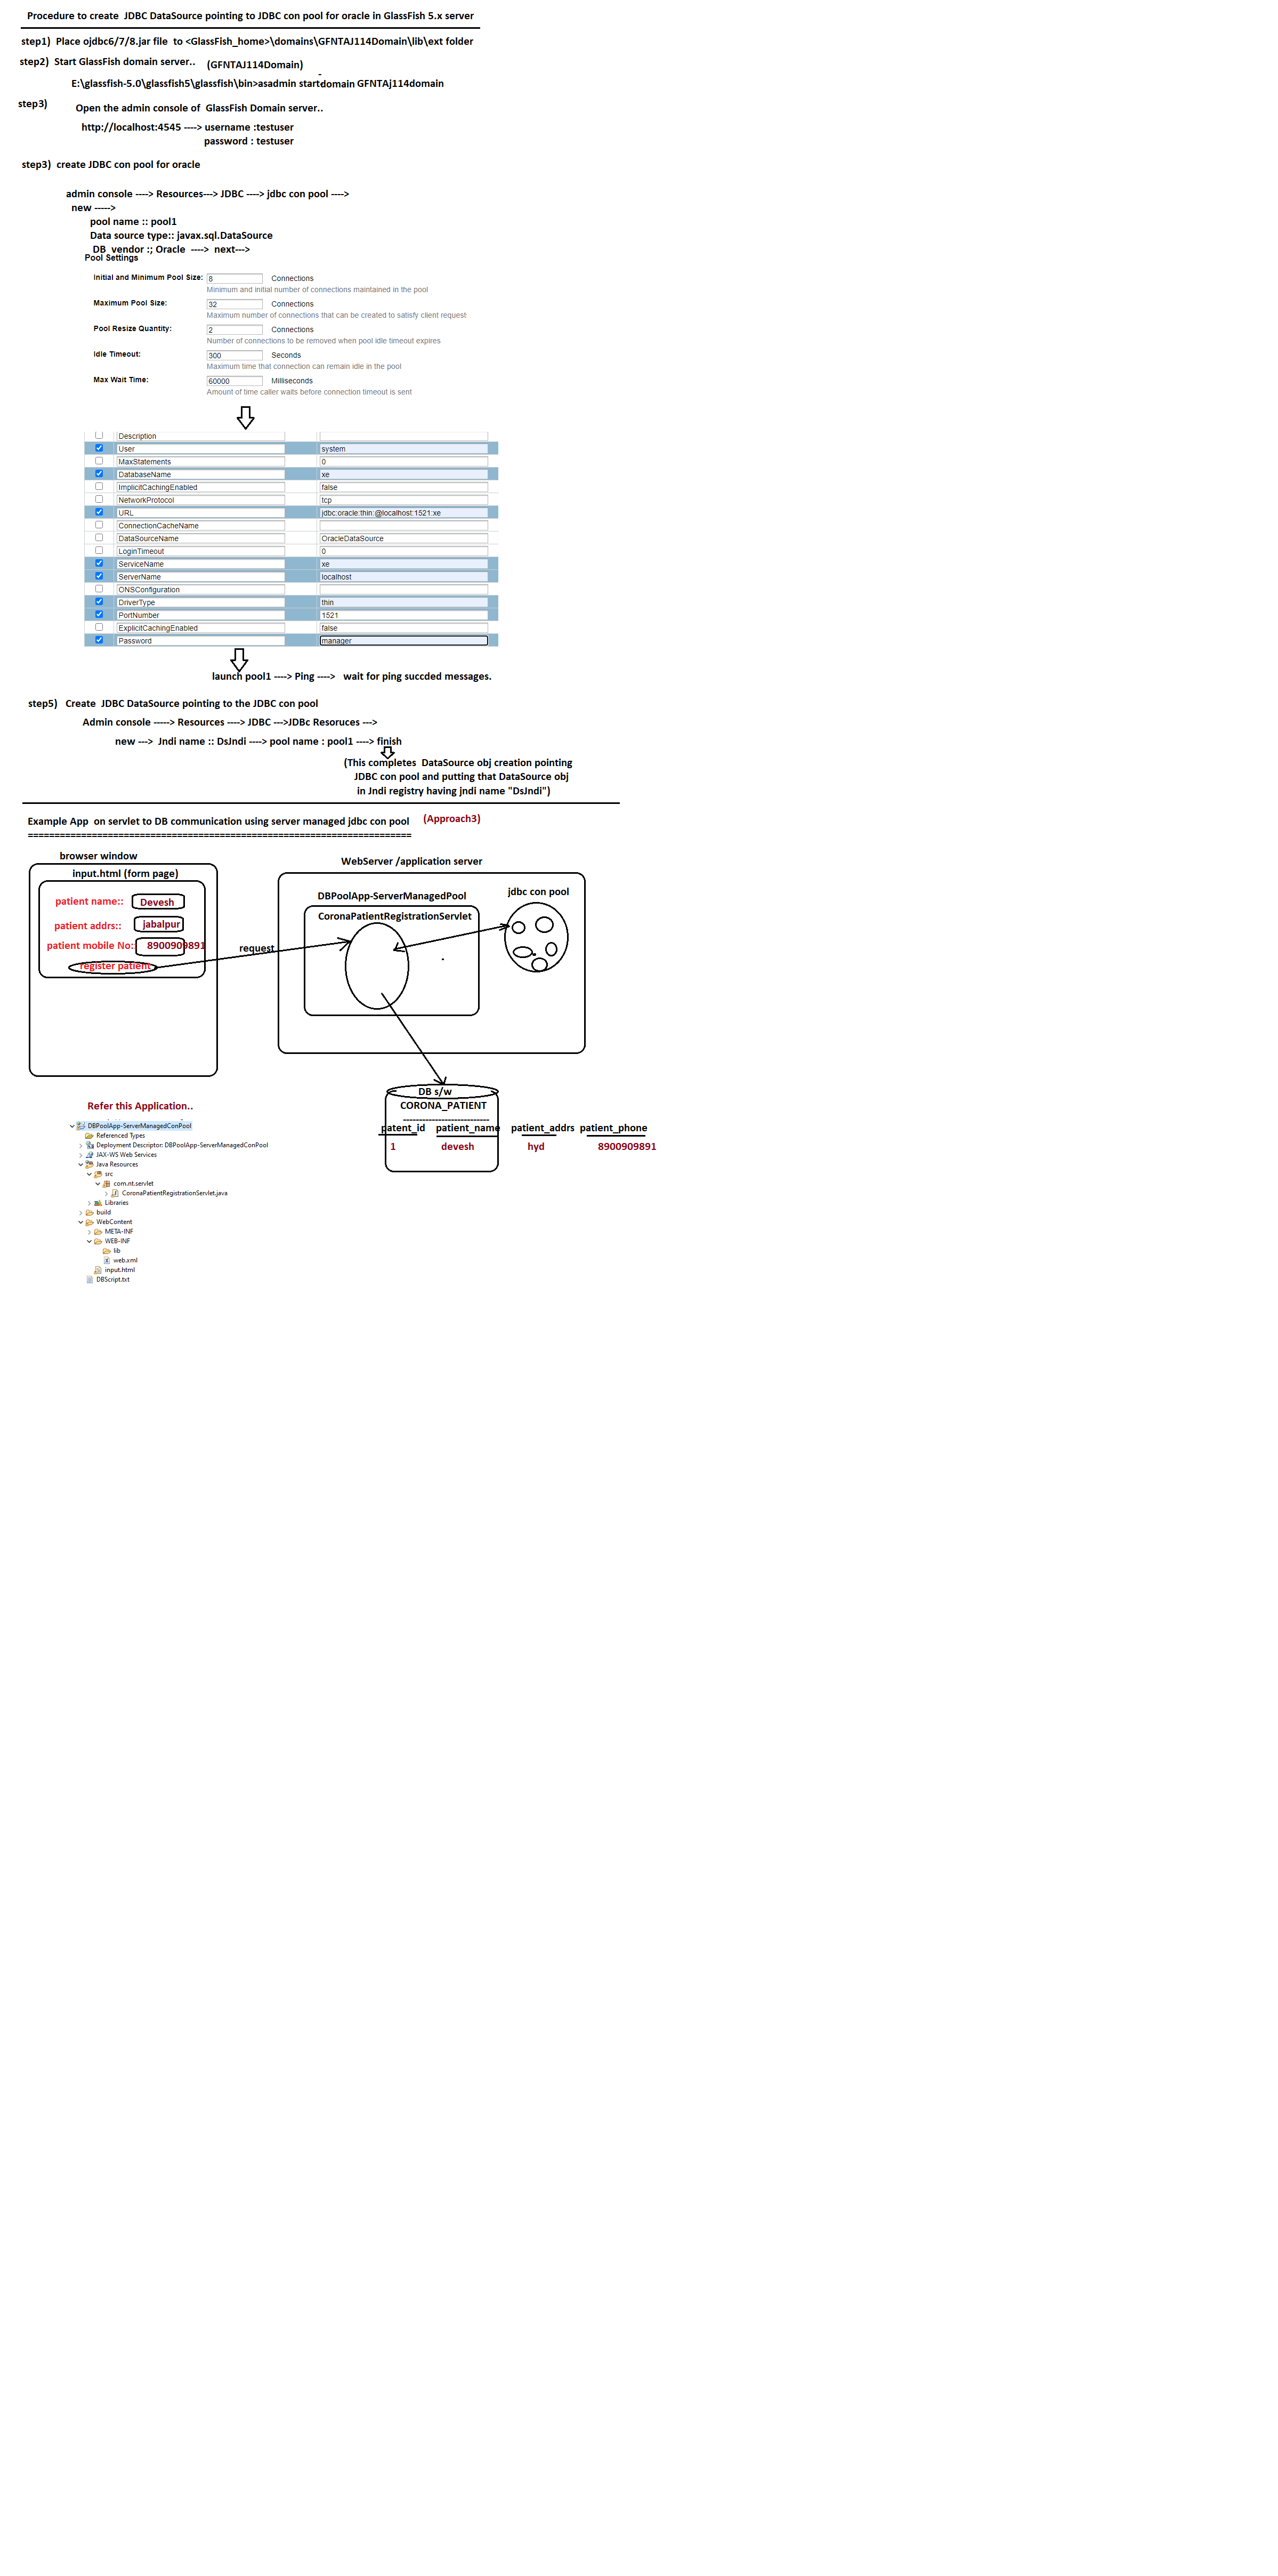 Procedure to create  JDBC DataSource pointing to JDBC con pool for oracle in GlassFish 5.x server
step1)  Place ojdbc6/7/8.jar file  to <GlassFish_home>\domains\GFNTAJ114Domain\lib\ext folder
step2)  Start GlassFish domain server..   (GFNTAJ114Domain)
E:\glassfish-5.0\glassfish5\glassfish\bin>asadmin start-domain GFNTAj114domain
step3)   Open the admin console of  GlassFish Domain server..
http://localhost:4545 ----> username :testuser
password : testuser
step3)  create JDBC con pool for oracle
admin console ----> Resources---> JDBC ----> jdbc con pool ---->
new ----->
pool name :: pool1
Data source type:: javax.sql.DataSource
DB  vendor :; Oracle  ---->  next--->
Pool Settings
Initial and Minimum Pool Size: 8 Connections
Minimum and initial number of connections maintained in the pool
Maximum Pool Size: 32 Connections
Maximum number of connections that can be created to satisfy client request
Pool Resize Quantity: 2 Connections
Number of connections to be removed when pool idle timeout expires
Idle Timeout: 300 Seconds
Maximum time that connection can remain idle in the pool
Max Wait Time: 60000 Milliseconds
Amount of time caller waits before connection timeout is sent
Description
User system
MaxStatements 0
DatabaseName xe
ImplicitCachingEnabled false
NetworkProtocol tcp
URL jdbc:oracle:thin:@localhost:1521:xe
ConnectionCacheName
DataSourceName OracleDataSource
LoginTimeout 0
ServiceName xe
ServerName localhost
ONSConfiguration
DriverType thin
PortNumber 1521
ExplicitCachingEnabled false
Password manager
launch pool1 ----> Ping ---->   wait for ping succded messages.
step5)   Create  JDBC DataSource pointing to the JDBC con pool
Admin console -----> Resources ----> JDBC --->JDBc Resoruces --->
new --->  Jndi name :: DsJndi ----> pool name : pool1 ----> finish
(This completes  DataSource obj creation pointing
JDBC con pool and putting that DataSource obj
in Jndi registry having jndi name "DsJndi")
Example App  on servlet to DB communication using server managed jdbc con pool   (Approach3)
=========================================================================
browser window
input.html (form page)
patient name:: Devesh
patient addrs:: jabalpur
patient mobile No: 8900909891
register patient
request
WebServer /application server
DBPoolApp-ServerManagedPool
jdbc con pool
CoronaPatientRegistrationServlet
DB s/w
CORONA_PATIENT
---------------------------
patent_id patient_name patient_addrs patient_phone
1 devesh hyd 8900909891
Refer this Application..
DBPoolApp-ServerManagedConPool
Referenced Types
Deployment Descriptor: DBPoolApp-ServerManagedConPool
JAX-WS Web Services
Java Resources
src
com.nt.servlet
CoronaPatientRegistrationServlet.java
Libraries
build
WebContent
META-INF
WEB-INF
lib
web.xml
input.html
DBScript.txt